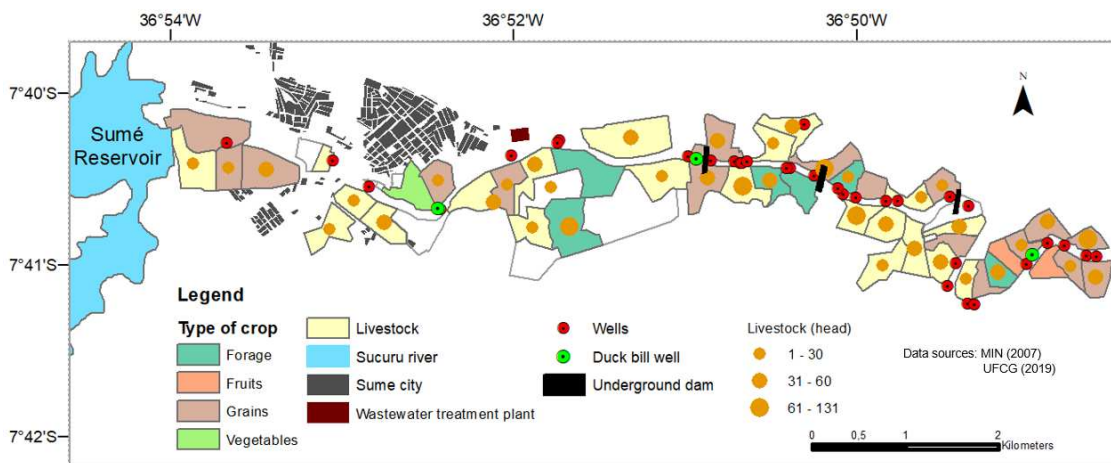 36°54'W
36°52'W
36°50'W
7°40'S
7°41'S
7°42'S
N
Sumé
Reservoir
Legend
Type of crop
Forage
Fruits
Grains
Vegetables
Livestock
Sucuru river
Sume city
Wastewater treatment plant
Wells
Duck bill well
Underground dam
Livestock (head)
1 - 30
31 - 60
61 - 131
Data sources: MIN (2007)
UFCG (2019)
0 0,5 1 2
Kilometers